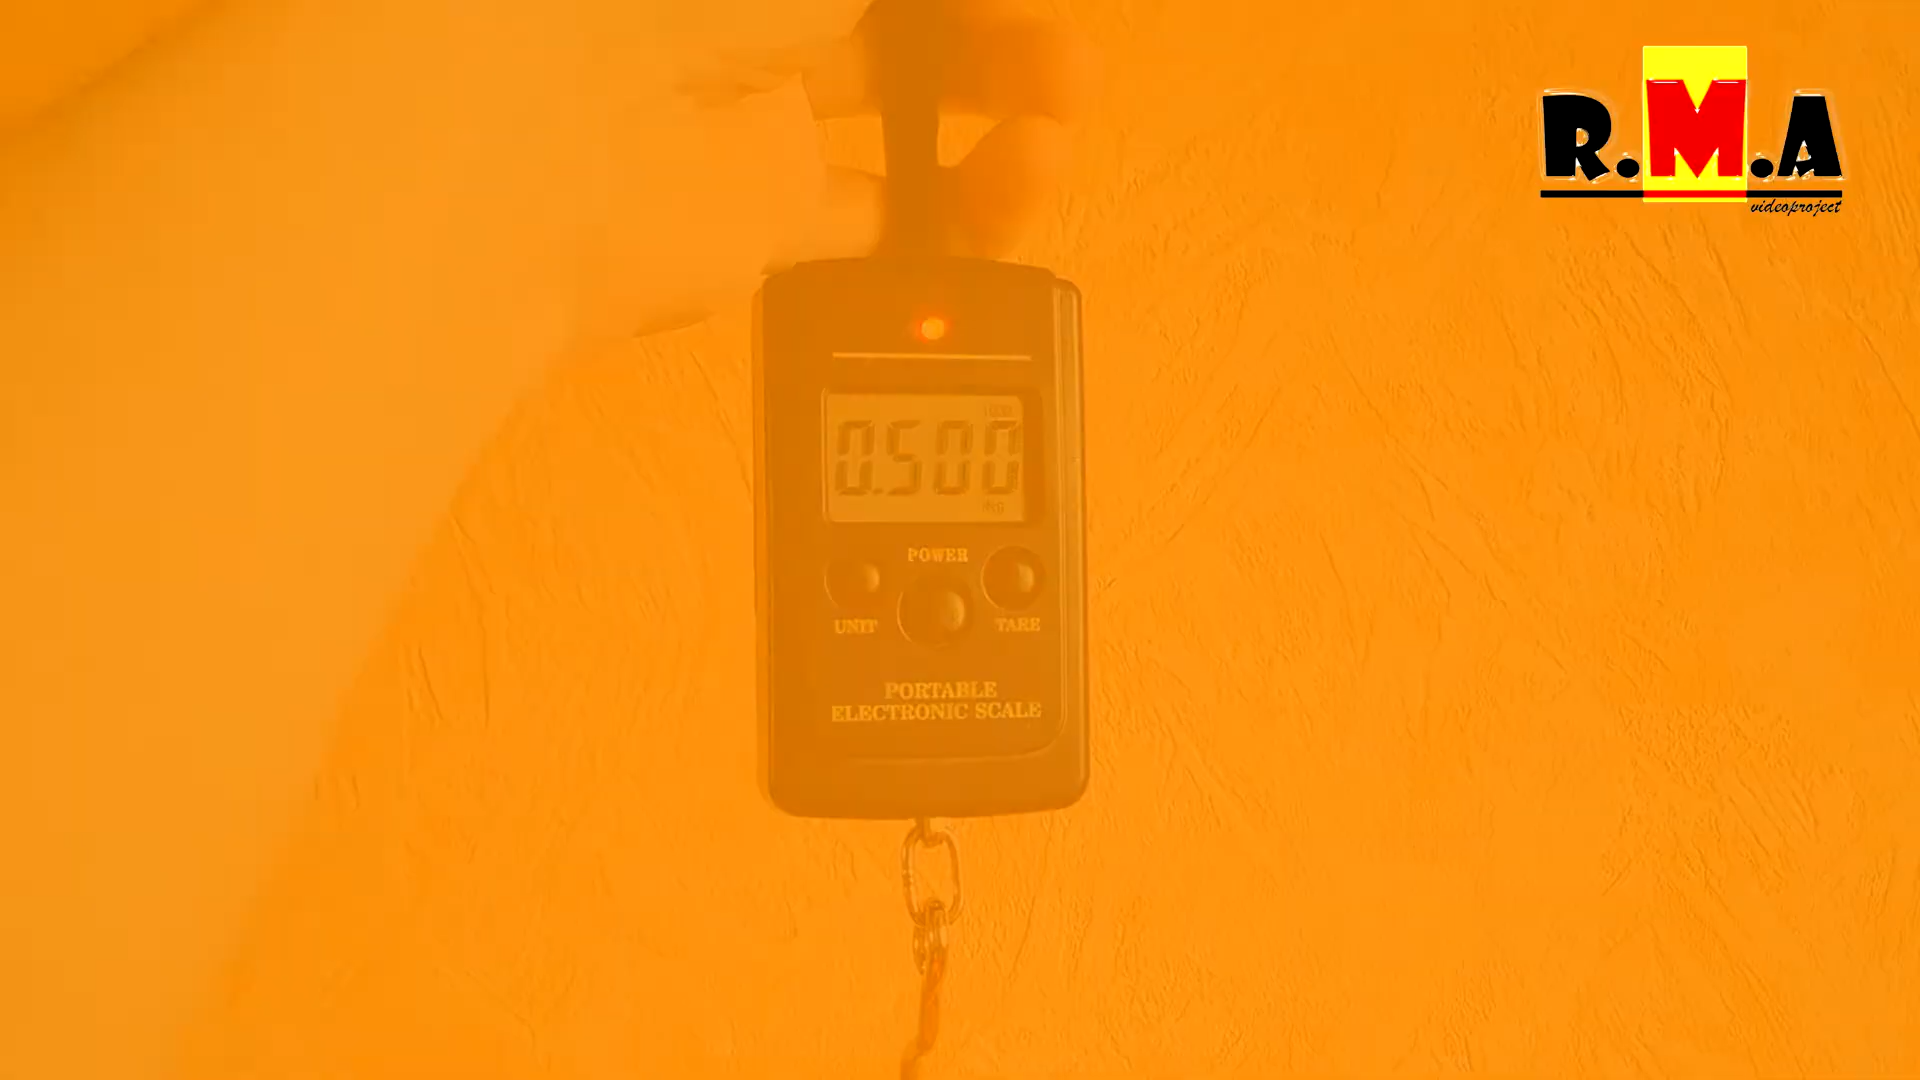 R.M.A
videoproject
0.500
POWER
UNIT
TARE
PORTABLE
ELECTRONIC SCALE